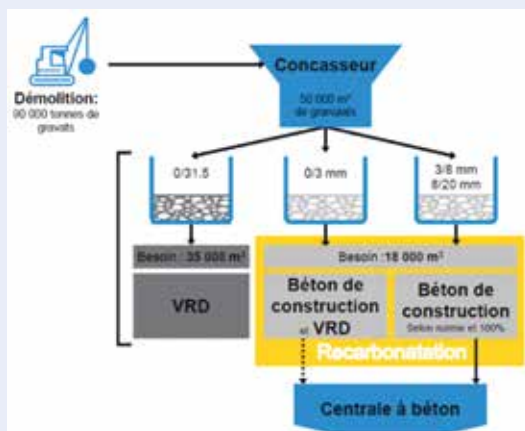 Concasseur
50 000 m³
de granulats
Démolition:
90 000 tonnes de
gravats
0/31.5
0/3 mm
3/8 mm
8/20 mm
Besoin : 35 000 m³
Besoin : 18 000 m³
VRD
Béton de
construction
et VRD
Béton de
construction
Selon norme et 100%
Recarbonatation
Centrale à béton